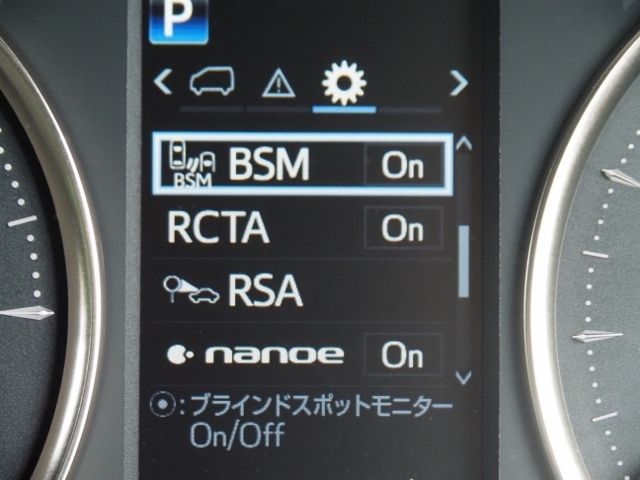 P
BSM BSM On
RCTA On
RSA
nanoe On
⦿:ブラインドスポットモニター
On/Off